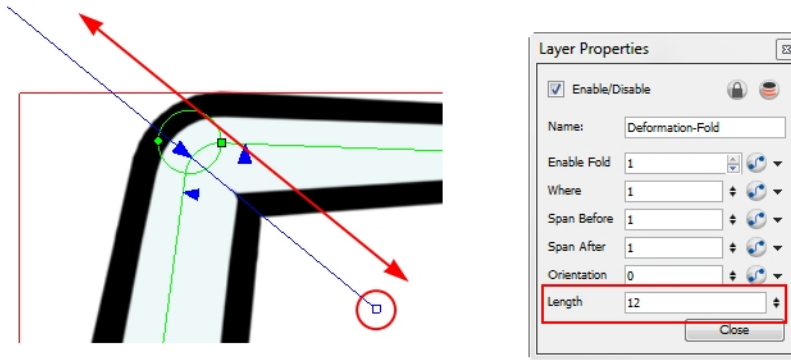 Layer Properties
Enable/Disable
Name: Deformation-Fold
Enable Fold 1
Where 1
Span Before 1
Span After 1
Orientation 0
Length 12
Close